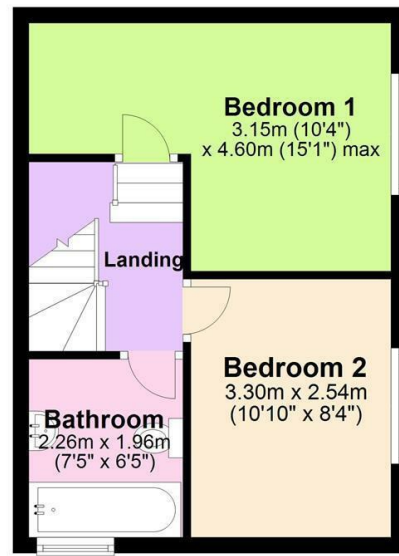 Bedroom 1
3.15m (10'4")
x 4.60m (15'1") max
Landing
Bedroom 2
3.30m x 2.54m
(10'10" x 8'4")
Bathroom
2.26m x 1.96m
(7'5" x 6'5")